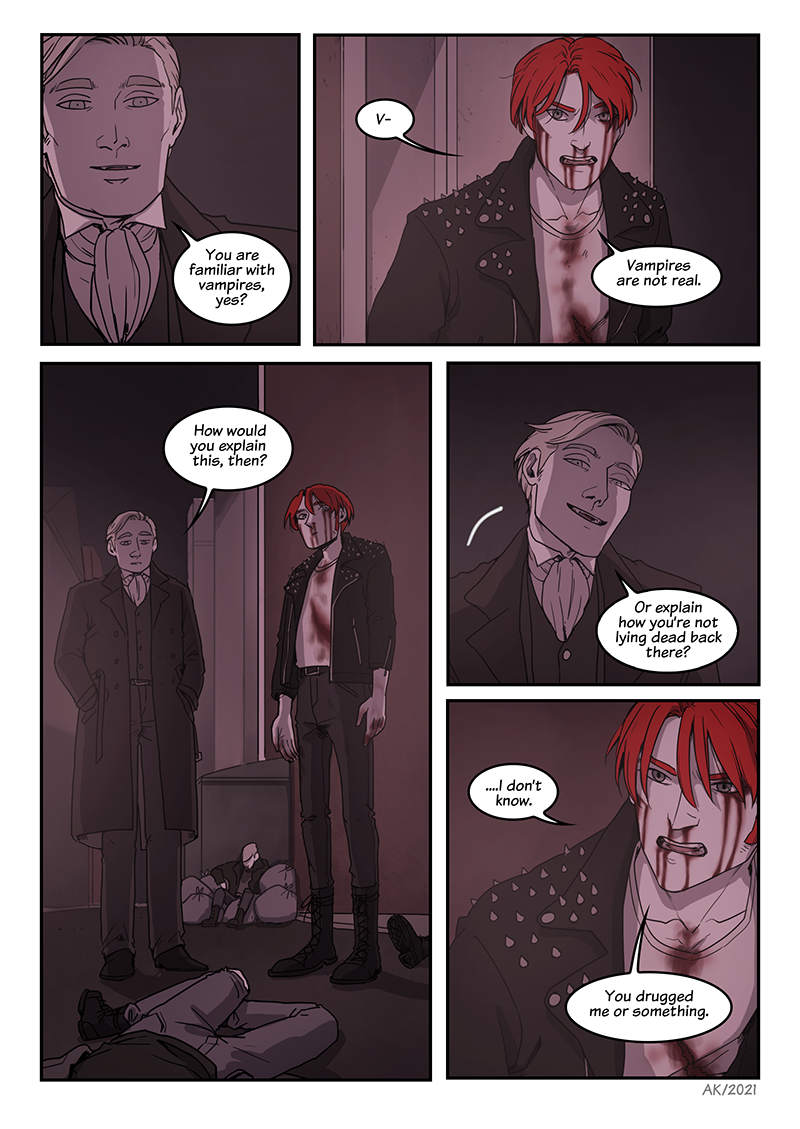 You are
familiar with
vampires,
yes?
V-
Vampires
are not real.
How would
you explain
this, then?
Or explain
how you're not
lying dead back
there?
....I don't
know.
You drugged
me or something.
AK/2021